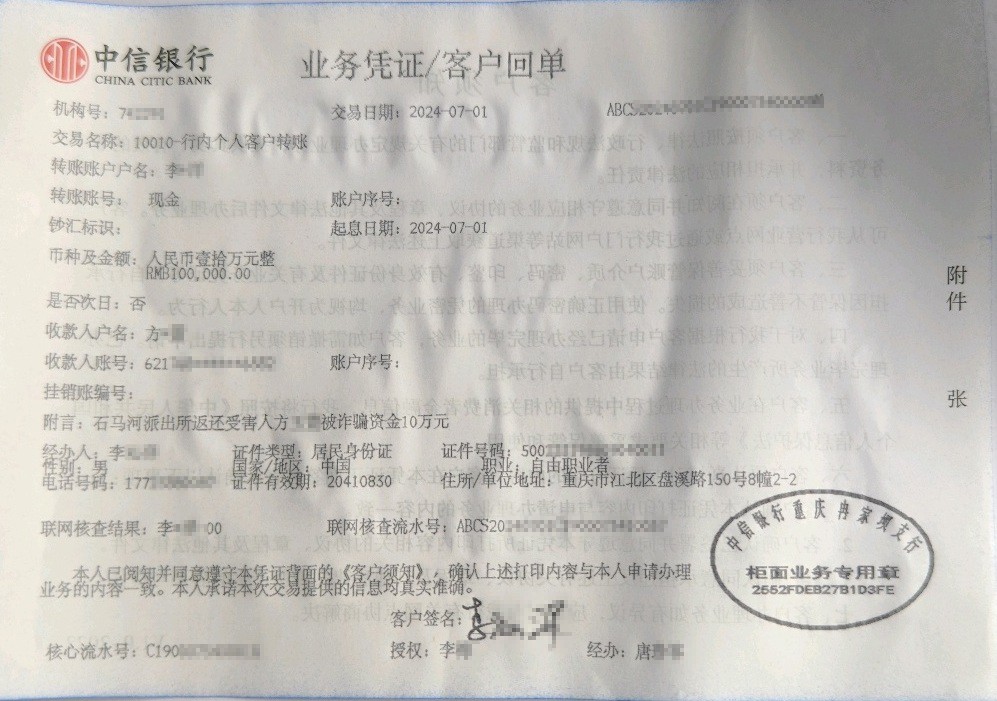 中信银行
CHINA CITIC BANK
业务凭证/客户回单
机构号：7 交易日期：2024-07-01 ABCS
交易名称：10010-行内个人客户转账
转账账户户名：李
转账账号： 现金 账户序号：
钞汇标识： 起息日期：2024-07-01
币种及金额：人民币壹拾万元整
RMB100,000.00
是否次日：否
收款人户名：方
收款人账号：621 账户序号：
挂销账编号：
附言：石马河派出所返还受害人方 被诈骗资金10万元
经办人：李 证件类型：居民身份证 证件号码：500
性别：男 国家/地区：中国 职业：自由职业者
电话号码：177 证件有效期：20410830 住所/单位地址：重庆市江北区盘溪路150号8幢2-2
联网核查结果：李 00 联网核查流水号：ABCS20
本人已阅知并同意遵守本凭证背面的《客户须知》，确认上述打印内容与本人申请办理
业务的内容一致。本人承诺本次交易提供的信息均真实准确。
客户签名：李
核心流水号：C190 授权：李 经办：唐
附件 张
中信银行重庆冉家坝支行
柜面业务专用章
2552FDEB27B1D3FE